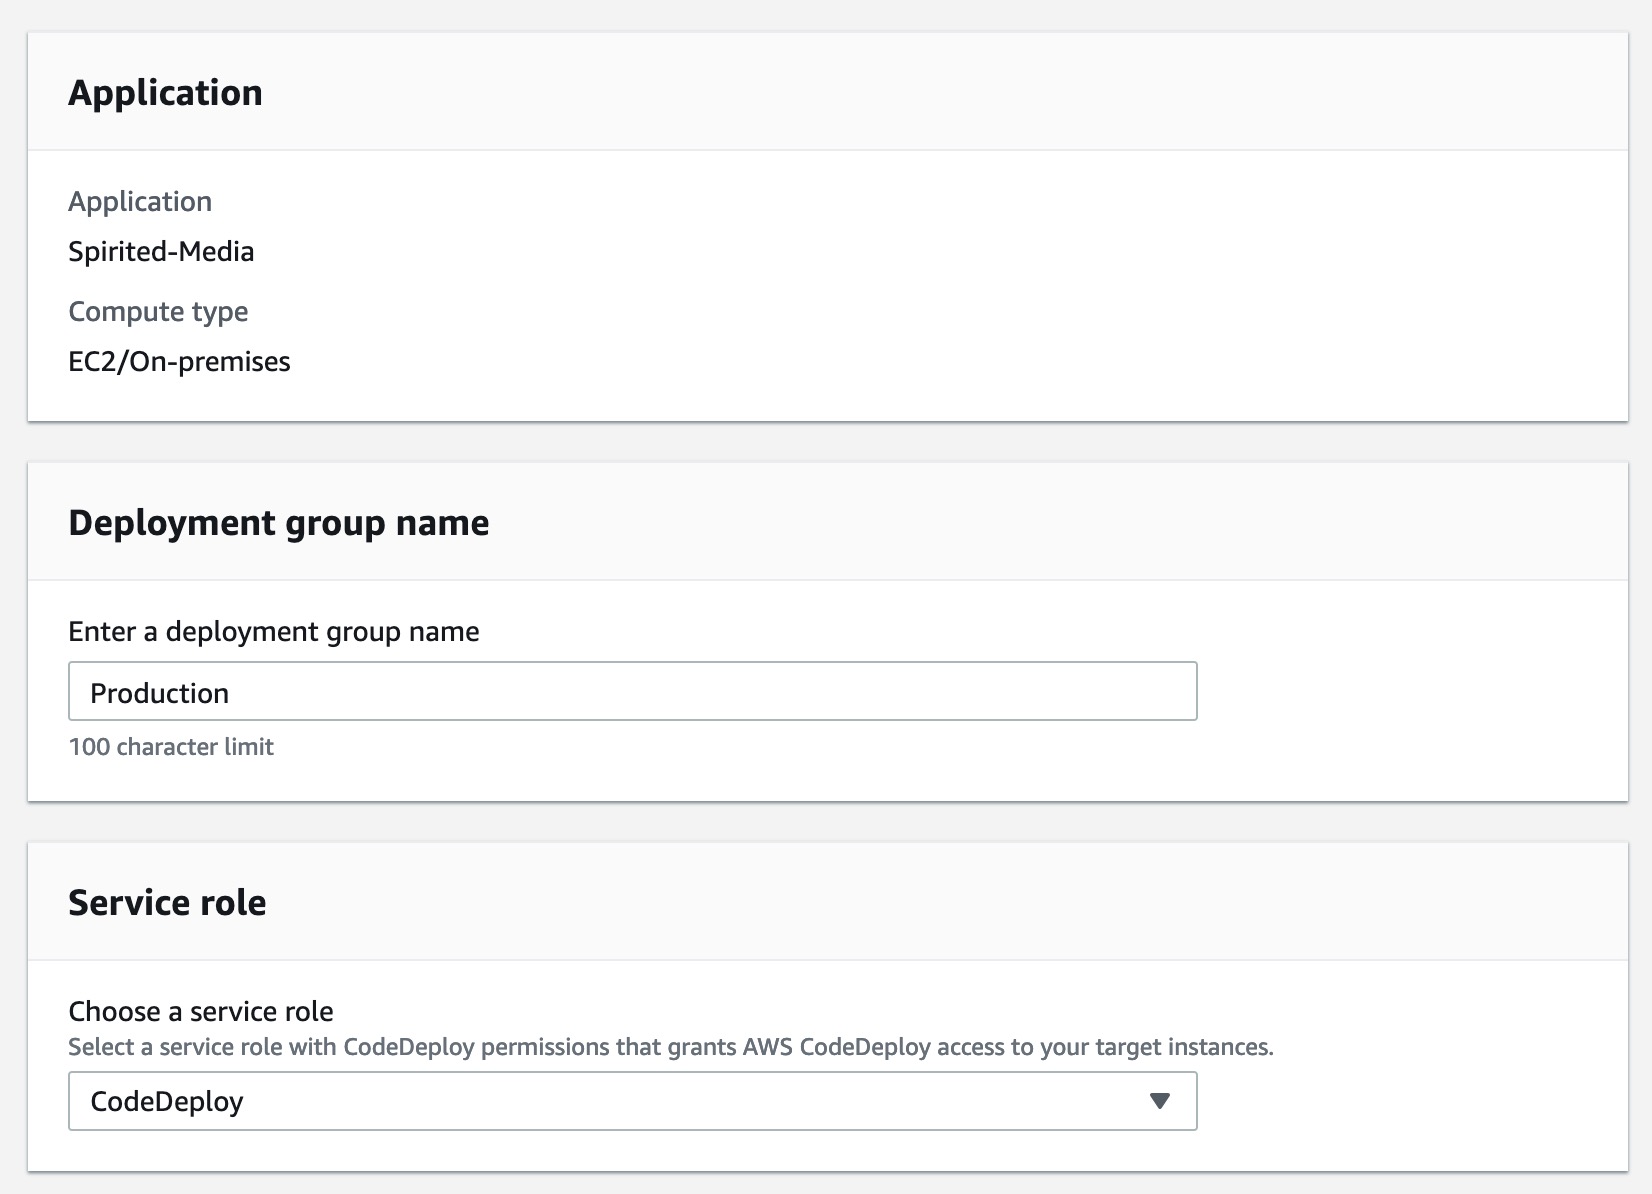 Application
Application
Spirited-Media
Compute type
EC2/On-premises
Deployment group name
Enter a deployment group name
Production
100 character limit
Service role
Choose a service role
Select a service role with CodeDeploy permissions that grants AWS CodeDeploy access to your target instances.
CodeDeploy